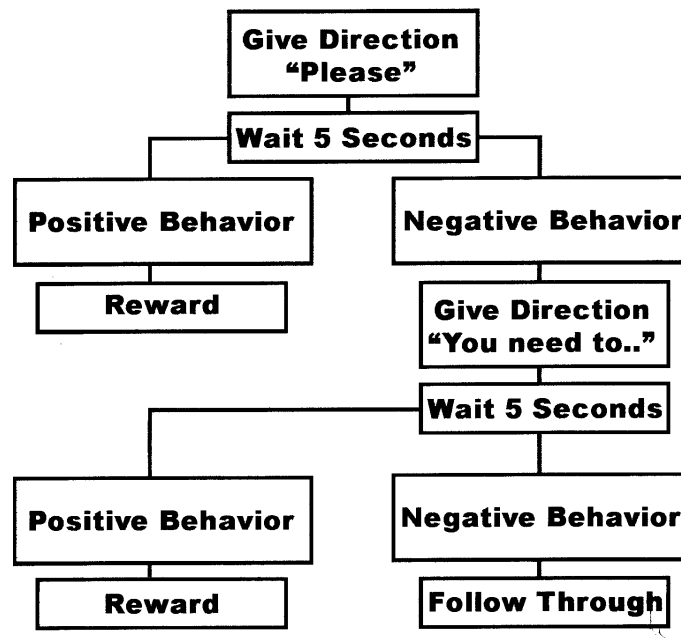 Give Direction
“Please”
Wait 5 Seconds
Positive Behavior
Negative Behavior
Reward
Give Direction
“You need to..”
Wait 5 Seconds
Positive Behavior
Negative Behavior
Reward
Follow Through